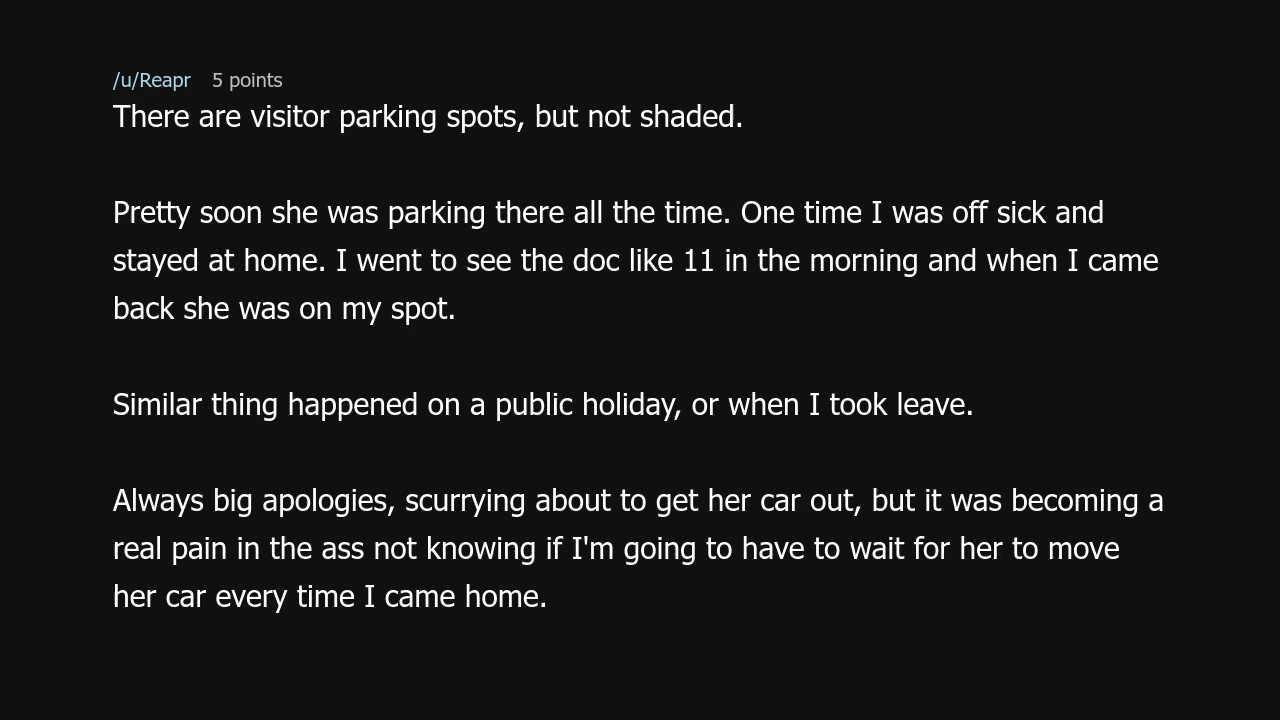 /u/Reapr 5 points
There are visitor parking spots, but not shaded.
Pretty soon she was parking there all the time. One time I was off sick and
stayed at home. I went to see the doc like 11 in the morning and when I came
back she was on my spot.
Similar thing happened on a public holiday, or when I took leave.
Always big apologies, scurrying about to get her car out, but it was becoming a
real pain in the ass not knowing if I'm going to have to wait for her to move
her car every time I came home.